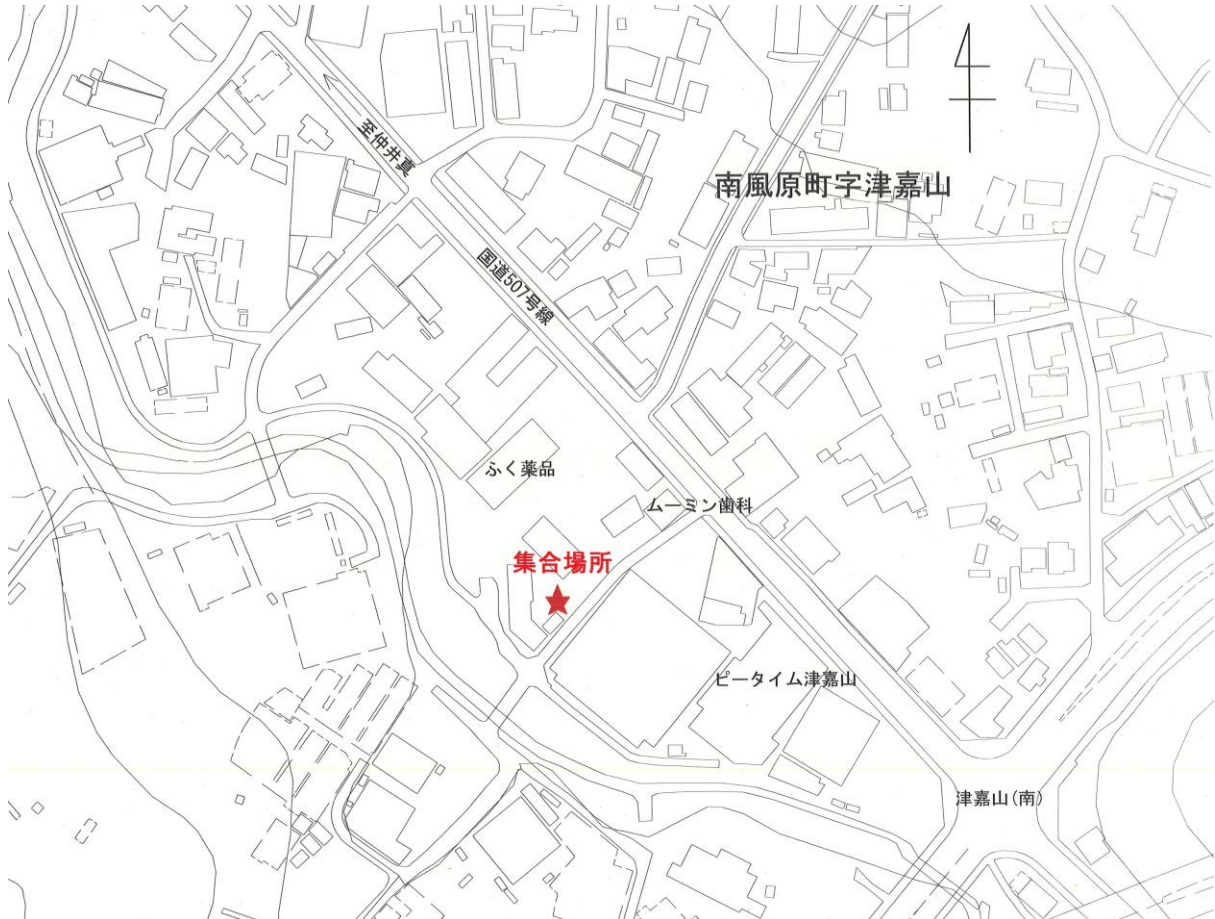 至仲井真
南風原町字津嘉山
国道507号線
ふく薬品
ムーミン歯科
集合場所
ピータイム津嘉山
津嘉山(南)